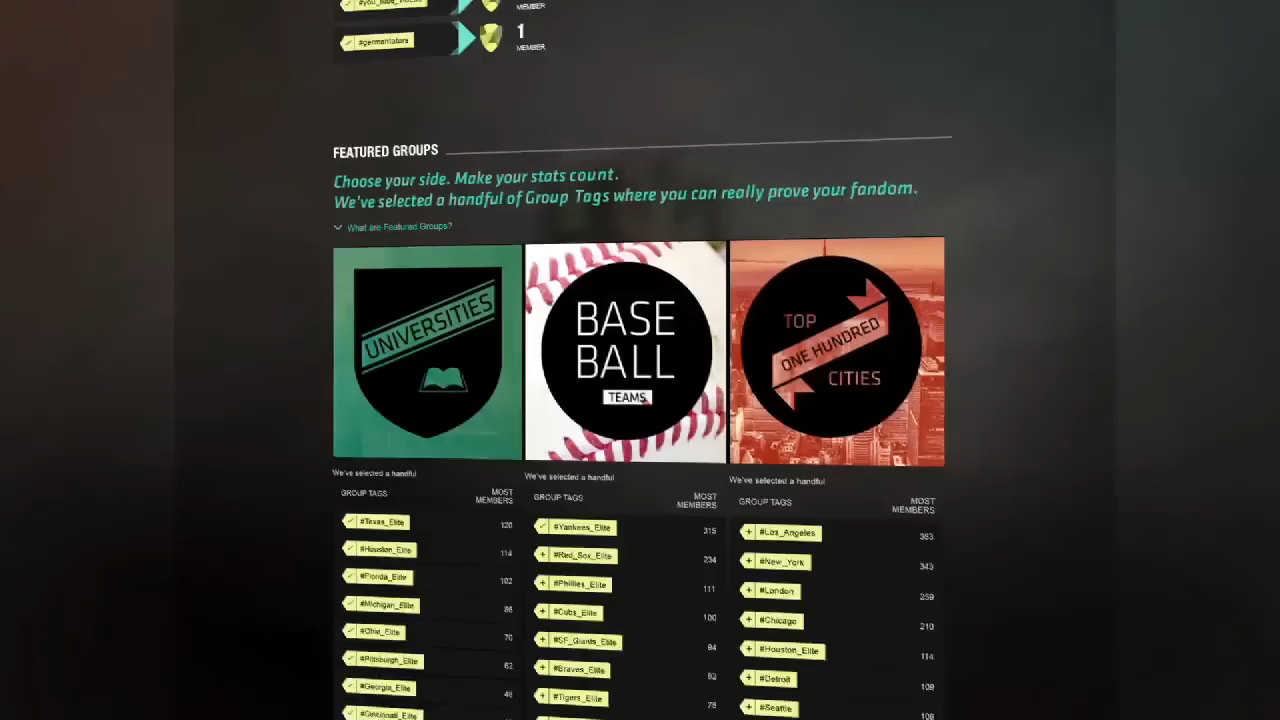 MEMBER
#germaniators
1
MEMBER
FEATURED GROUPS
Choose your side. Make your stats count.
We've selected a handful of Group Tags where you can really prove your fandom.
What are Featured Groups?
UNIVERSITIES
BASE
BALL
TEAMS
TOP
ONE HUNDRED
CITIES
We've selected a handful
GROUP TAGS
MOST
MEMBERS
#Texas_Elite 120
#Houston_Elite 114
#Florida_Elite 102
#Michigan_Elite 86
#Ohio_Elite 70
#Pittsburgh_Elite 62
#Georgia_Elite 48
#Cincinnati_Elite
We've selected a handful
GROUP TAGS
MOST
MEMBERS
#Yankees_Elite 315
#Red_Sox_Elite 234
#Phillies_Elite 111
#Cubs_Elite 100
#SF_Giants_Elite 94
#Braves_Elite 82
#Tigers_Elite 78
We've selected a handful
GROUP TAGS
MOST
MEMBERS
#Los_Angeles 383
#New_York 343
#London 259
#Chicago 210
#Houston_Elite 114
#Detroit 109
#Seattle 106